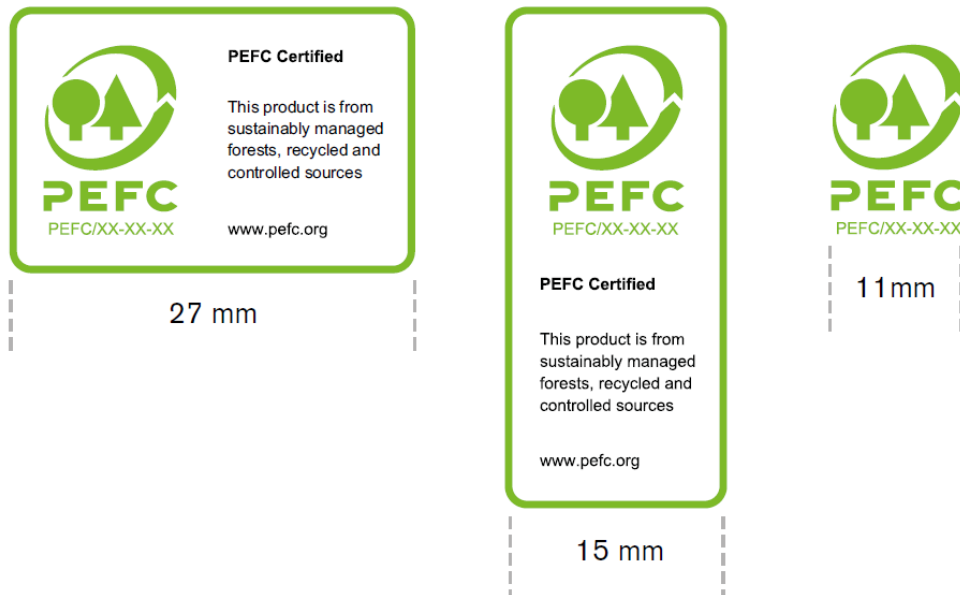 PEFC
PEFC/XX-XX-XX
PEFC Certified
This product is from
sustainably managed
forests, recycled and
controlled sources
www.pefc.org
27 mm
PEFC
PEFC/XX-XX-XX
PEFC Certified
This product is from
sustainably managed
forests, recycled and
controlled sources
www.pefc.org
15 mm
PEFC
PEFC/XX-XX-XX
11mm